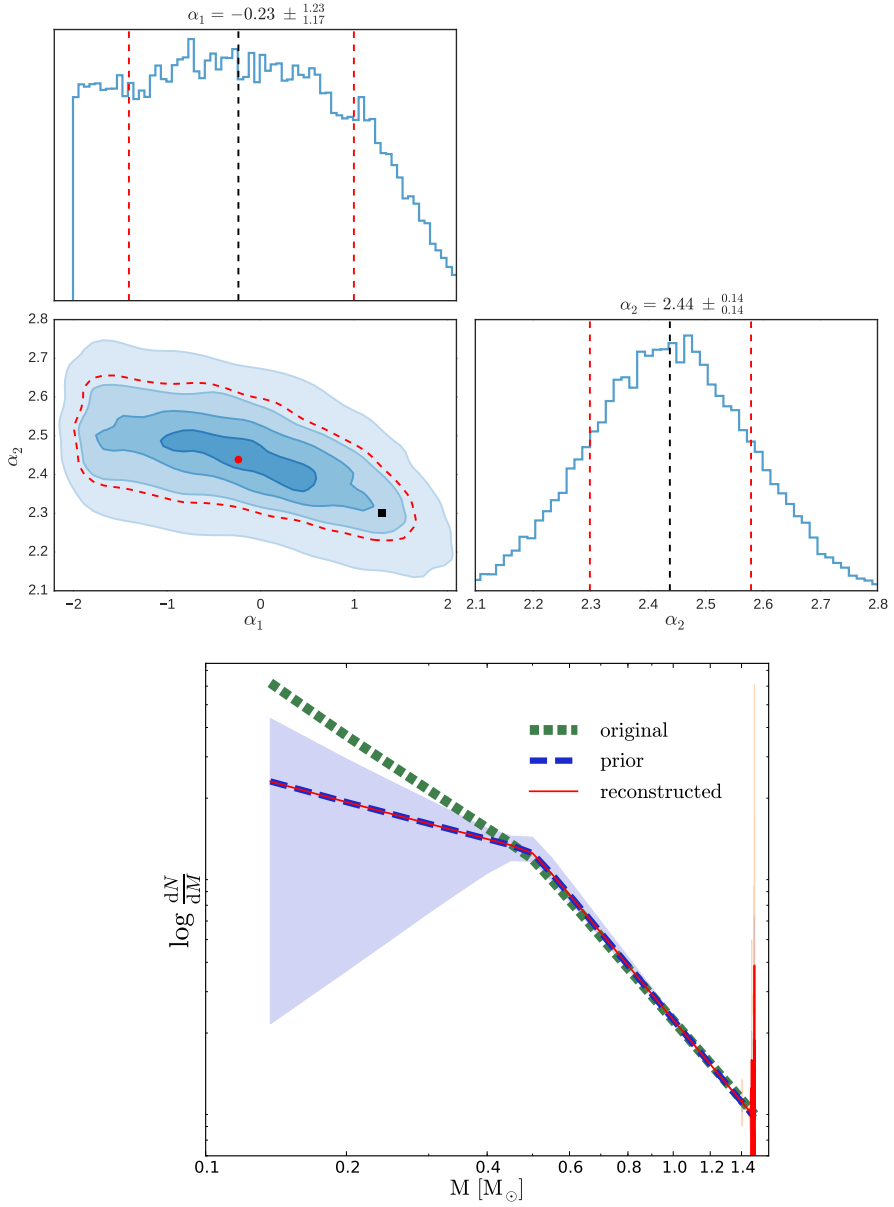 α₁ = −0.23 ± 1.23 1.17
2.8
2.7
2.6
2.5
2.4
2.3
2.2
2.1
α₂
−2 −1 0 1 2
α₁
α₂ = 2.44 ± 0.14 0.14
2.1 2.2 2.3 2.4 2.5 2.6 2.7 2.8
α₂
original
prior
reconstructed
log dN/dM
0.1 0.2 0.4 0.6 0.8 1.0 1.2 1.4
M [M⊙]